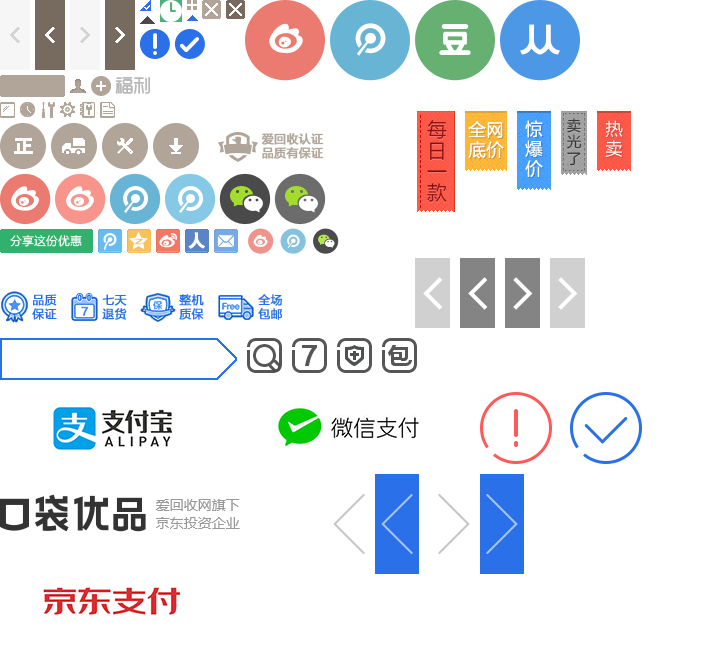 豆
人人
福利
正
爱回收认证
品质有保证
每日一款
全网底价
惊爆价
卖光了
热卖
分享这份优惠
人
品质
保证
7
七天
退货
保
整机
质保
Free
全场
包邮
7
包
支
支付宝
ALIPAY
微信支付
口袋优品
爱回收网旗下
京东投资企业
京东支付